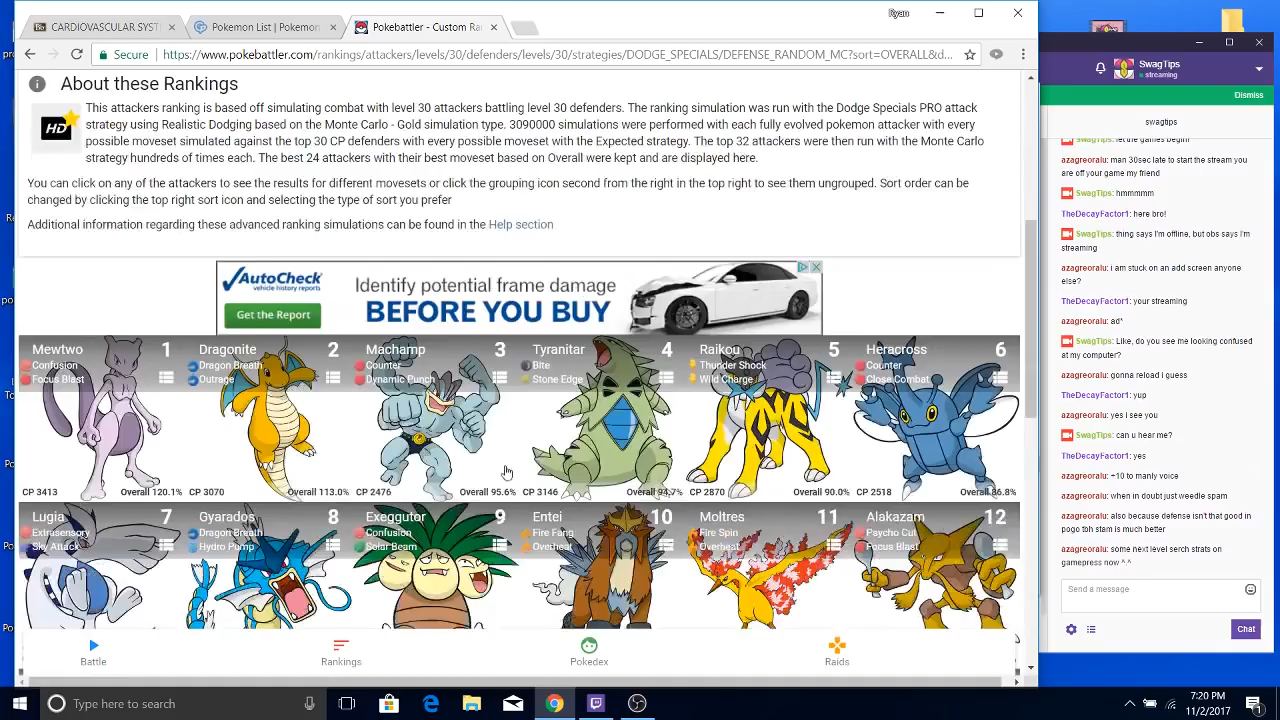 Ryan
CARDIOVASCULAR SYST
Pokemon List | Pokemon
Pokebattler - Custom Ra
Secure
https://www.pokebattler.com/rankings/attackers/levels/30/defenders/levels/30/strategies/DODGE_SPECIALS/DEFENSE_RANDOM_MC?sort=OVERALL&d...
About these Rankings
HD
This attackers ranking is based off simulating combat with level 30 attackers battling level 30 defenders. The ranking simulation was run with the Dodge Specials PRO attack
strategy using Realistic Dodging based on the Monte Carlo - Gold simulation type. 3090000 simulations were performed with each fully evolved pokemon attacker with every
possible moveset simulated against the top 30 CP defenders with every possible moveset with the Expected strategy. The top 32 attackers were then run with the Monte Carlo
strategy hundreds of times each. The best 24 attackers with their best moveset based on Overall were kept and are displayed here.
You can click on any of the attackers to see the results for different movesets or click the grouping icon second from the right in the top right to see them ungrouped. Sort order can be
changed by clicking the top right sort icon and selecting the type of sort you prefer
Additional information regarding these advanced ranking simulations can be found in the Help section
AutoCheck
vehicle history reports
Get the Report
Identify potential frame damage
BEFORE YOU BUY
Mewtwo 1
Confusion
Focus Blast
CP 3413 Overall 120.1%
Dragonite 2
Dragon Breath
Outrage
CP 3070 Overall 113.0%
Machamp 3
Counter
Dynamic Punch
CP 2476 Overall 95.6%
Tyranitar 4
Bite
Stone Edge
CP 3146 Overall 94.7%
Raikou 5
Thunder Shock
Wild Charge
CP 2870 Overall 90.0%
Heracross 6
Counter
Close Combat
CP 2518 Overall 86.8%
Lugia 7
Extrasensory
Sky Attack
Gyarados 8
Dragon Breath
Hydro Pump
Exeggutor 9
Confusion
Solar Beam
Entei 10
Fire Fang
Overheat
Moltres 11
Fire Spin
Overheat
Alakazam 12
Psycho Cut
Focus Blast
Battle
Rankings
Pokedex
Raids
SwagTips
streaming
Dismiss
swagtips
let the games begin!
azagreoralu: man 30sec late to start the stream you
are off your game my friend
SwagTips: hmmmmm
TheDecayFactor1: here bro!
SwagTips: thing says I'm offline, but obs says I'm
streaming
azagreoralu: i am stuck on an add screen anyone
else?
TheDecayFactor1: your streaming
azagreoralu: ad*
SwagTips: Like, do you see me looking confused
at my computer?
azagreoralu: gonna reload i guess
TheDecayFactor1: yup
azagreoralu: yes i see you
SwagTips: can u hear me?
TheDecayFactor1: yes
azagreoralu: +10 to manly voice
azagreoralu: when in doubt just weedle spam
azagreoralu: also because defense isn't that good in
pogo tbh stam is much better
azagreoralu: some next level serch strats on
gamepress now ^.^
Send a message
Chat
Type here to search
7:20 PM
11/2/2017